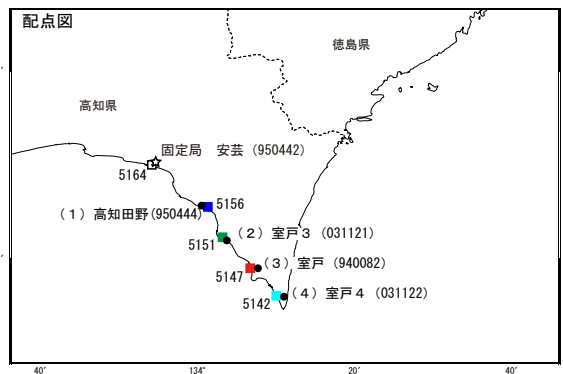 配点図
徳島県
高知県
固定局 安芸 (950442)
5164
5156
(1) 高知田野(950444)
(2) 室戸3 (031121)
5151
(3) 室戸 (940082)
5147
(4) 室戸4 (031122)
5142
40′ 134° 20′ 40′